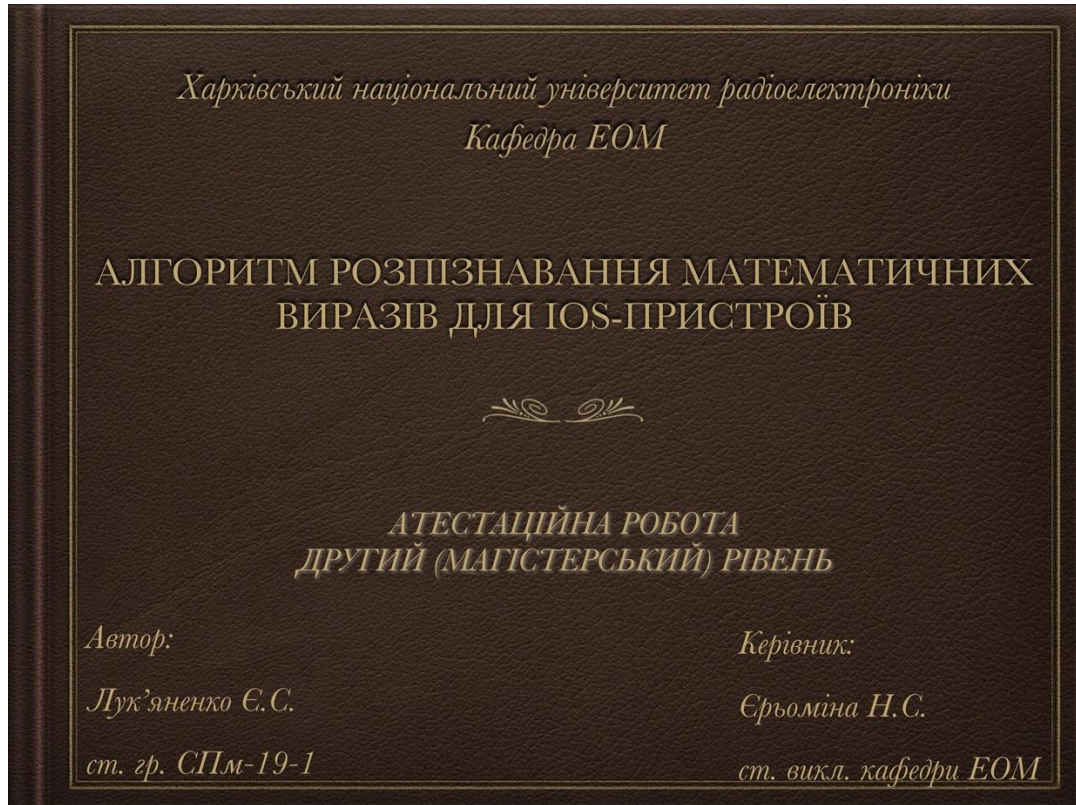 Харківський національний університет радіоелектроніки
Кафедра ЕОМ
АЛГОРИТМ РОЗПІЗНАВАННЯ МАТЕМАТИЧНИХ
ВИРАЗІВ ДЛЯ IOS-ПРИСТРОЇВ
АТЕСТАЦІЙНА РОБОТА
ДРУГИЙ (МАГІСТЕРСЬКИЙ) РІВЕНЬ
Автор:
Лук’яненко Є.С.
ст. гр. СПм-19-1
Керівник:
Єрьоміна Н.С.
ст. викл. кафедри ЕОМ